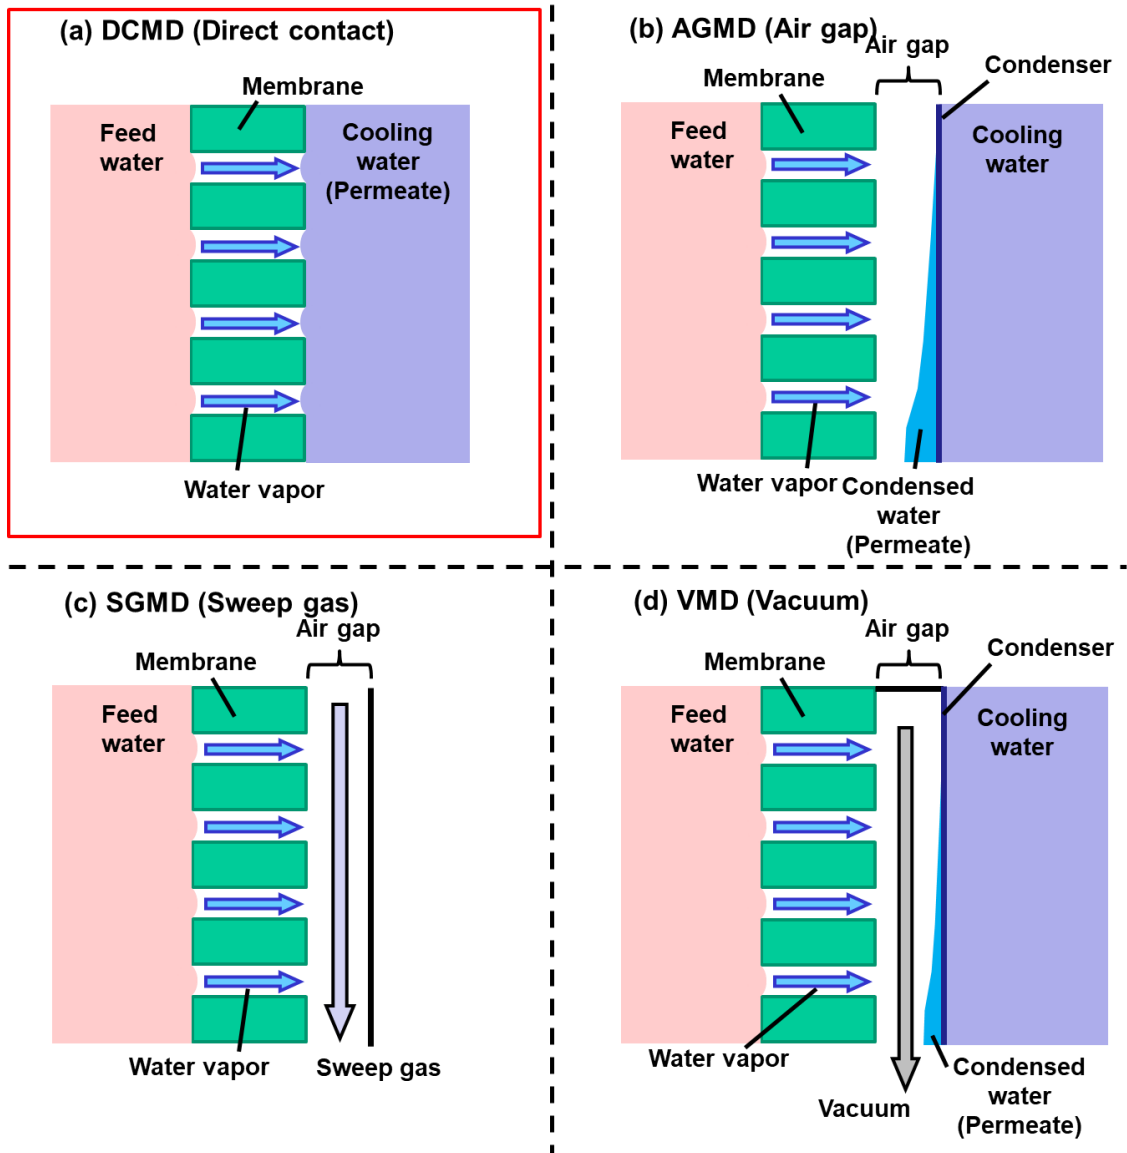 (a) DCMD (Direct contact)
Membrane
Feed
water
Cooling
water
(Permeate)
Water vapor
(b) AGMD (Air gap)
Air gap
Condenser
Membrane
Feed
water
Cooling
water
Water vapor
Condensed
water
(Permeate)
(c) SGMD (Sweep gas)
Air gap
Membrane
Feed
water
Water vapor
Sweep gas
(d) VMD (Vacuum)
Air gap
Condenser
Membrane
Feed
water
Cooling
water
Water vapor
Vacuum
Condensed
water
(Permeate)